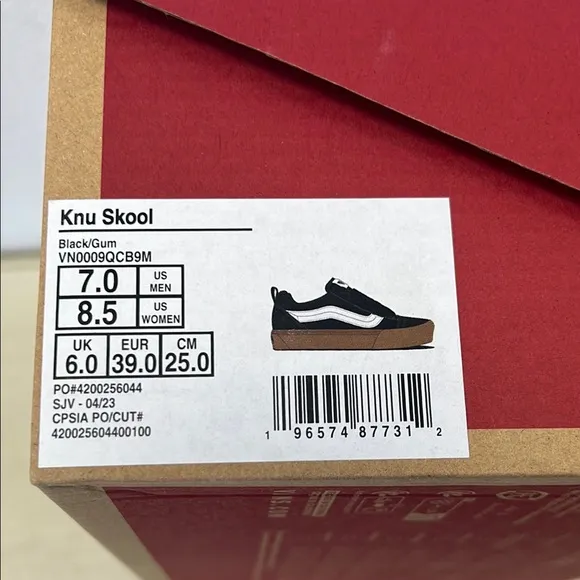 Knu Skool
Black/Gum
VN0009QCB9M
7.0 US MEN
8.5 US WOMEN
UK EUR CM
6.0 39.0 25.0
PO#4200256044
SJV - 04/23
CPSIA PO/CUT#
420025604400100
1 96574 87731 2